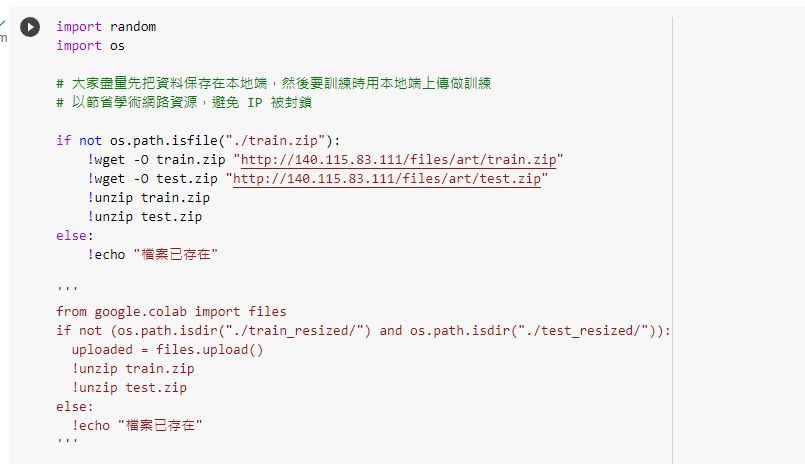 import random
import os
# 大家盡量先把資料保存在本地端，然後要訓練時用本地端上傳做訓練
# 以節省學術網路資源，避免 IP 被封鎖
if not os.path.isfile("./train.zip"):
    !wget -O train.zip "http://140.115.83.111/files/art/train.zip"
    !wget -O test.zip "http://140.115.83.111/files/art/test.zip"
    !unzip train.zip
    !unzip test.zip
else:
    !echo "檔案已存在"
'''
from google.colab import files
if not (os.path.isdir("./train_resized/") and os.path.isdir("./test_resized/")):
  uploaded = files.upload()
  !unzip train.zip
  !unzip test.zip
else:
  !echo "檔案已存在"
'''